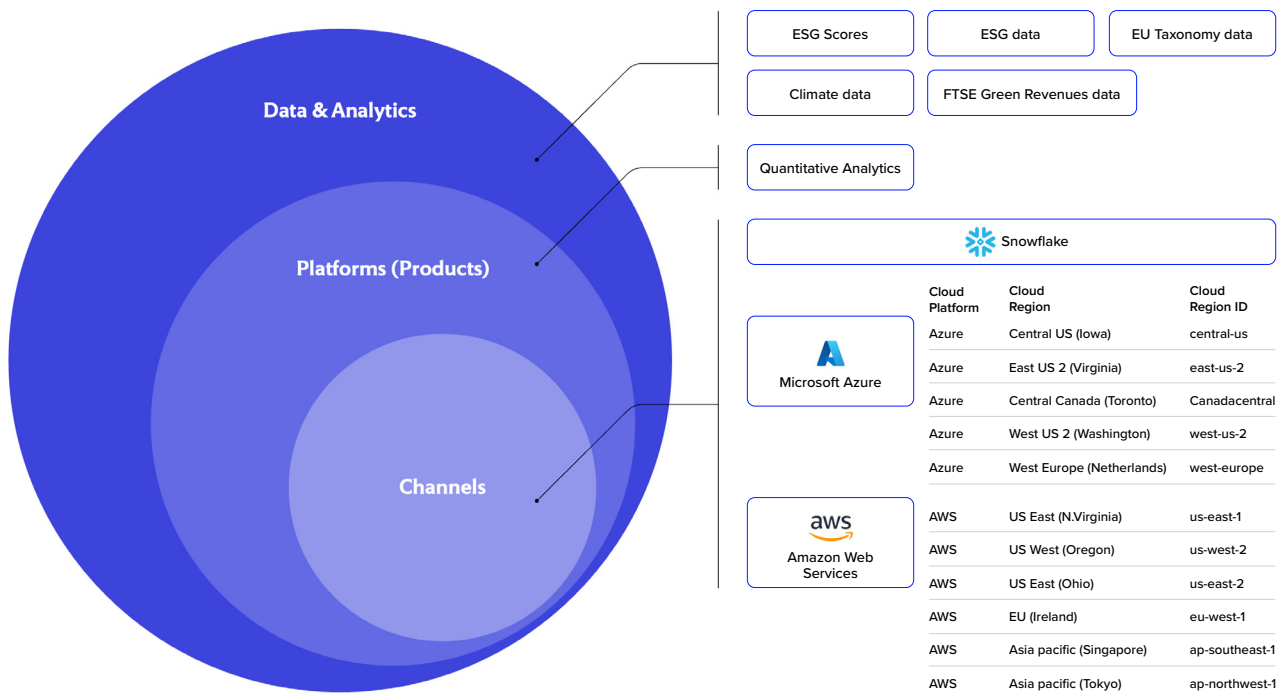 Data & Analytics
Platforms (Products)
Channels
ESG Scores
ESG data
EU Taxonomy data
Climate data
FTSE Green Revenues data
Quantitative Analytics
Snowflake
Cloud Platform Cloud Region Cloud Region ID
Microsoft Azure
Azure Central US (Iowa) central-us
Azure East US 2 (Virginia) east-us-2
Azure Central Canada (Toronto) Canadacentral
Azure West US 2 (Washington) west-us-2
Azure West Europe (Netherlands) west-europe
aws
Amazon Web
Services
AWS US East (N.Virginia) us-east-1
AWS US West (Oregon) us-west-2
AWS US East (Ohio) us-east-2
AWS EU (Ireland) eu-west-1
AWS Asia pacific (Singapore) ap-southeast-1
AWS Asia pacific (Tokyo) ap-northwest-1